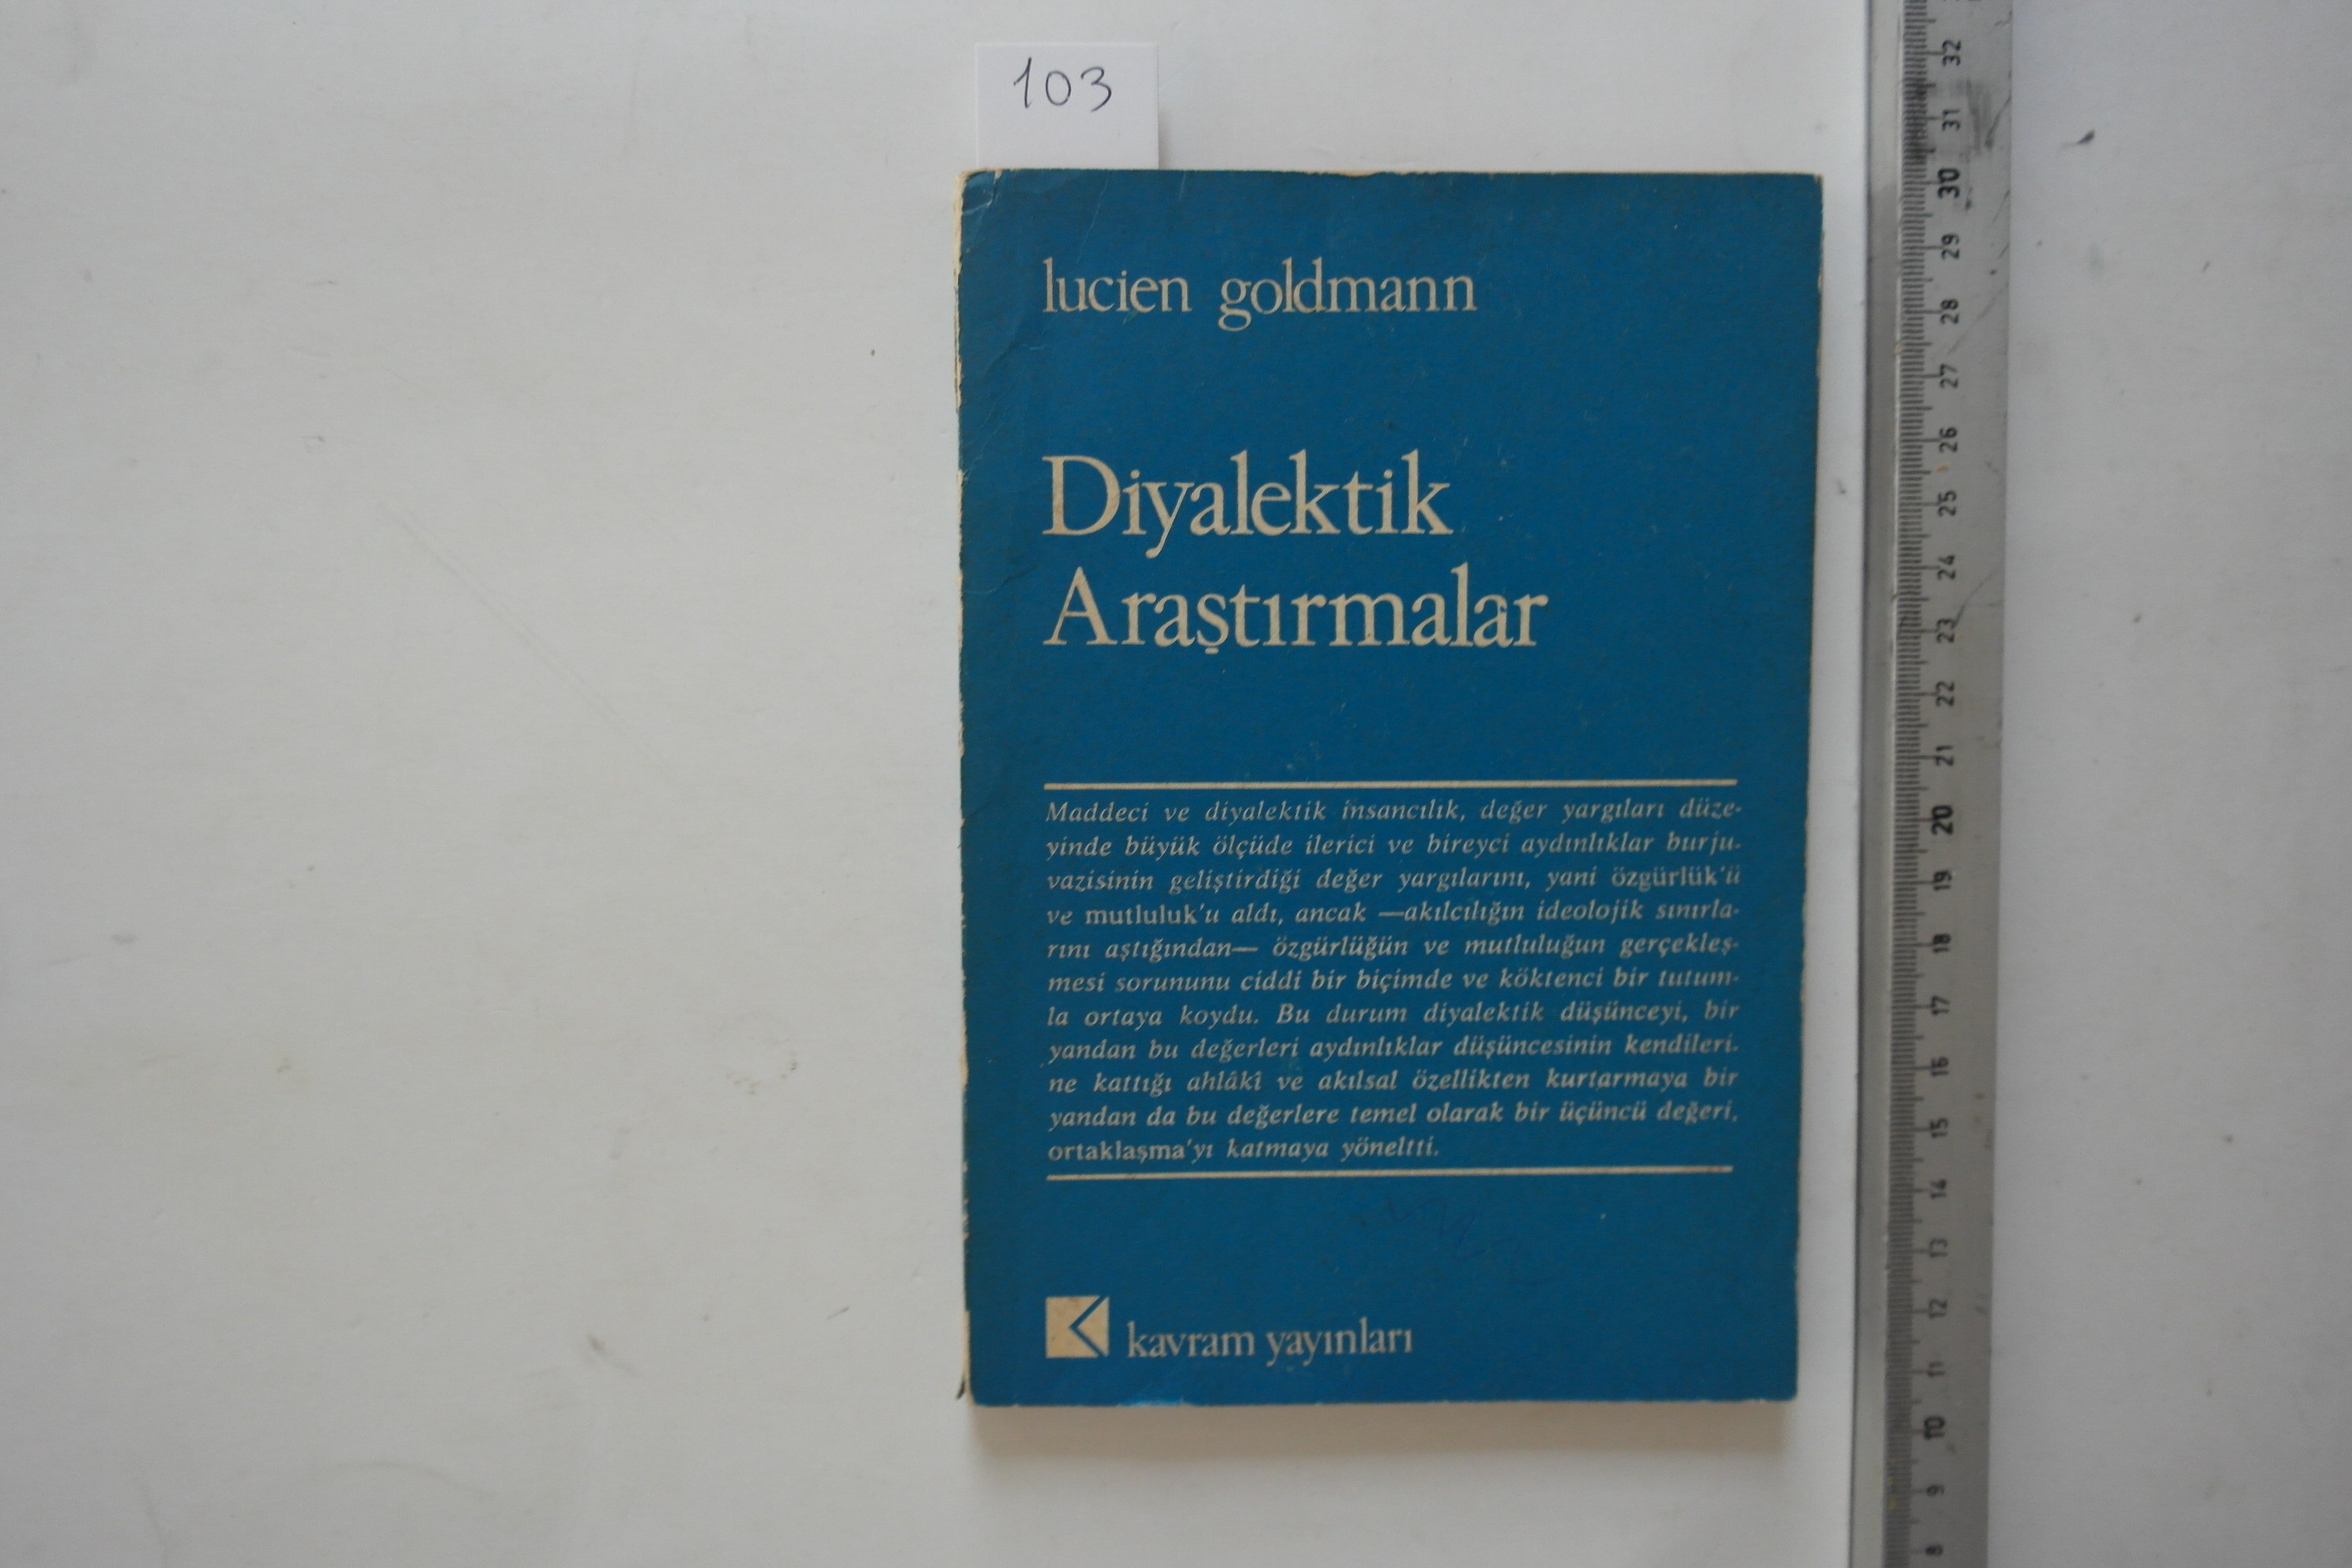 103
lucien goldmann
Diyalektik
Araştırmalar
Maddeci ve diyalektik insancılık, değer yargıları düze-
yinde büyük ölçüde ilerici ve bireyci aydınlıklar burju-
vazisinin geliştirdiği değer yargılarını, yani özgürlük'ü
ve mutluluk'u aldı, ancak —akılcılığın ideolojik sınırla-
rını aştığından— özgürlüğün ve mutluluğun gerçekleş-
mesi sorununu ciddi bir biçimde ve köktenci bir tutum-
la ortaya koydu. Bu durum diyalektik düşünceyi, bir
yandan bu değerleri aydınlıklar düşüncesinin kendileri-
ne kattığı ahlâkî ve akılsal özellikten kurtarmaya bir
yandan da bu değerlere temel olarak bir üçüncü değeri,
ortaklaşma'yı katmaya yöneltti.
kavram yayınları
32
31
30
29
28
27
26
25
24
23
22
21
20
19
18
17
16
15
14
13
12
11
10
9
8